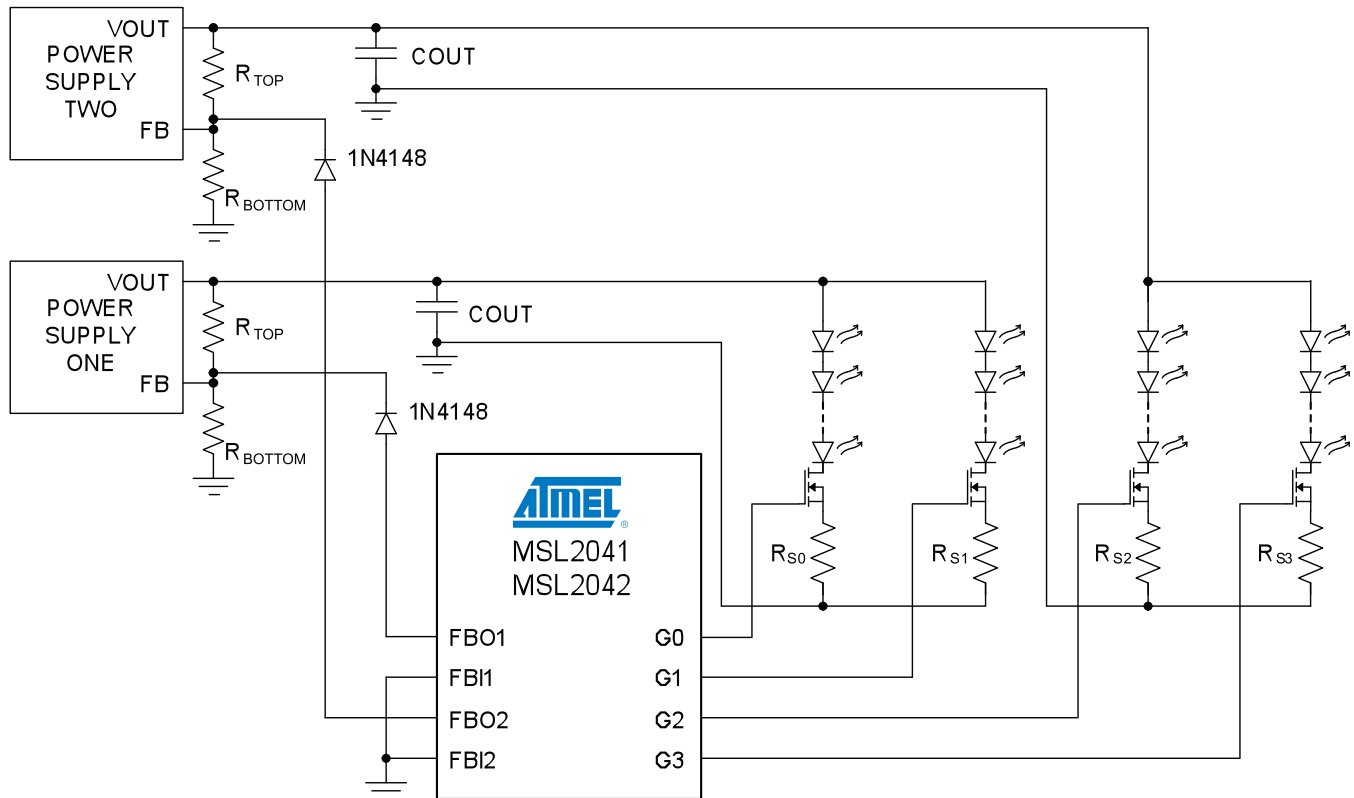 VOUT
POWER
SUPPLY
TWO
FB
RTOP
RBOTTOM
COUT
1N4148
VOUT
POWER
SUPPLY
ONE
FB
RTOP
RBOTTOM
COUT
1N4148
ATMEL ®
MSL2041
MSL2042
FBO1
FBI1
FBO2
FBI2
G0
G1
G2
G3
RS0
RS1
RS2
RS3